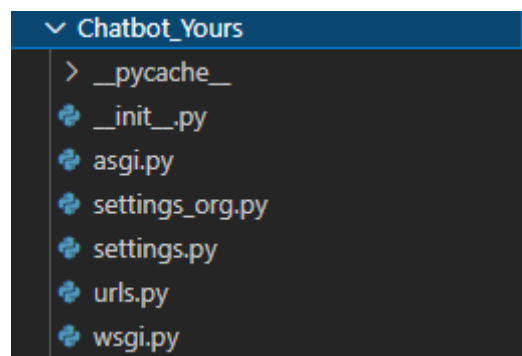 Chatbot_Yours
__pycache__
__init__.py
asgi.py
settings_org.py
settings.py
urls.py
wsgi.py